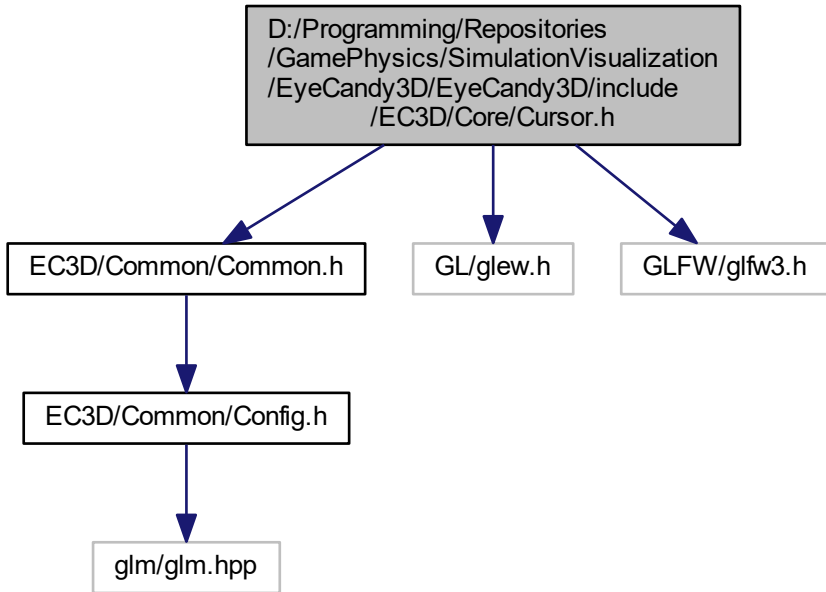 D:/Programming/Repositories
/GamePhysics/SimulationVisualization
/EyeCandy3D/EyeCandy3D/include
/EC3D/Core/Cursor.h
EC3D/Common/Common.h
GL/glew.h
GLFW/glfw3.h
EC3D/Common/Config.h
glm/glm.hpp